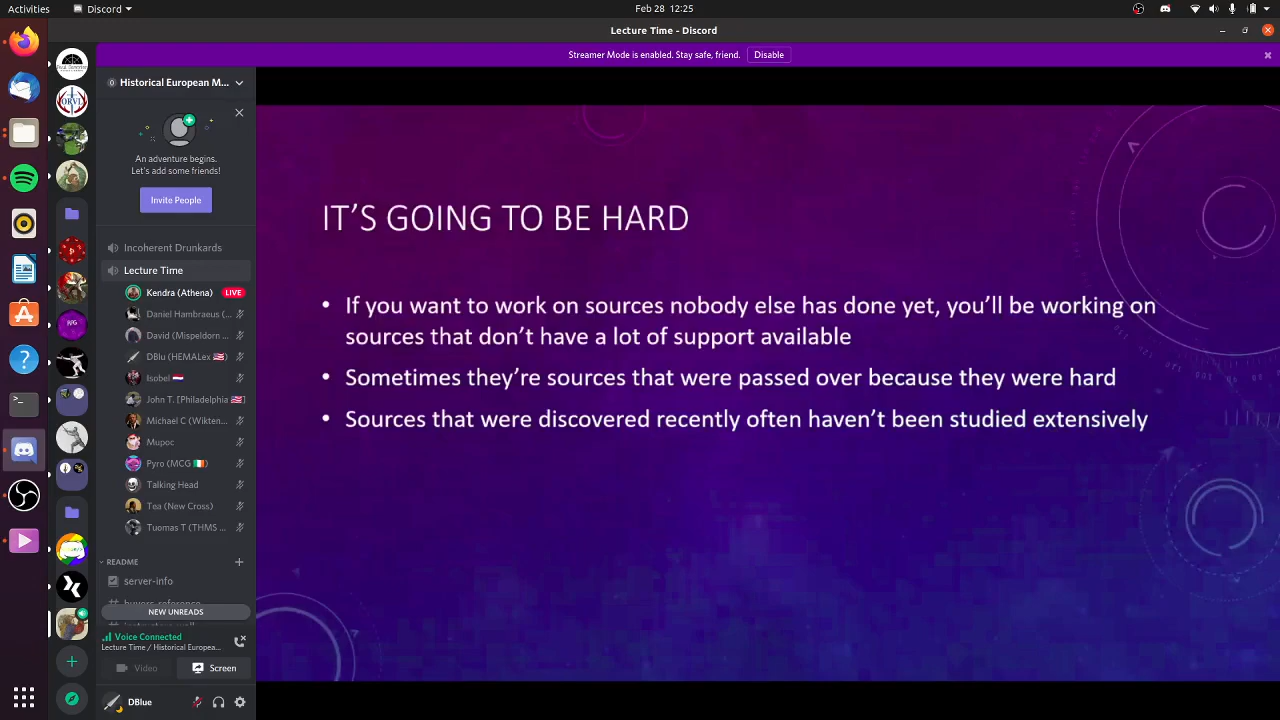 Activities
Discord
Feb 28 12:25
Lecture Time - Discord
Streamer Mode is enabled. Stay safe, friend.
Disable
Historical European M...
An adventure begins.
Let's add some friends!
Invite People
Incoherent Drunkards
Lecture Time
Kendra (Athena) LIVE
Daniel Hambraeus (...
David (Mispeldorn ...
DBlu (HEMALex
Isobel
John T. [Philadelphia
Michael C (Wikten...
Mupoc
Pyro (MCG
Talking Head
Tea (New Cross)
Tuomas T (THMS ...
README
server-info
NEW UNREADS
Voice Connected
Lecture Time / Historical Europea...
Video
Screen
DBlue
IT'S GOING TO BE HARD
• If you want to work on sources nobody else has done yet, you'll be working on
sources that don't have a lot of support available
• Sometimes they're sources that were passed over because they were hard
• Sources that were discovered recently often haven't been studied extensively